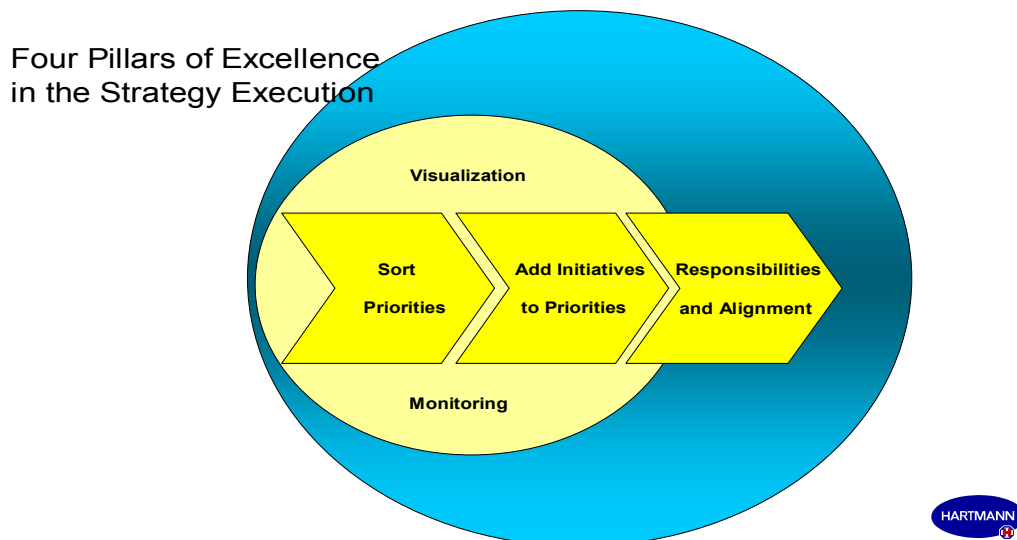 Four Pillars of Excellence
in the Strategy Execution
Visualization
Sort
Priorities
Add Initiatives
to Priorities
Responsibilities
and Alignment
Monitoring
HARTMANN
H